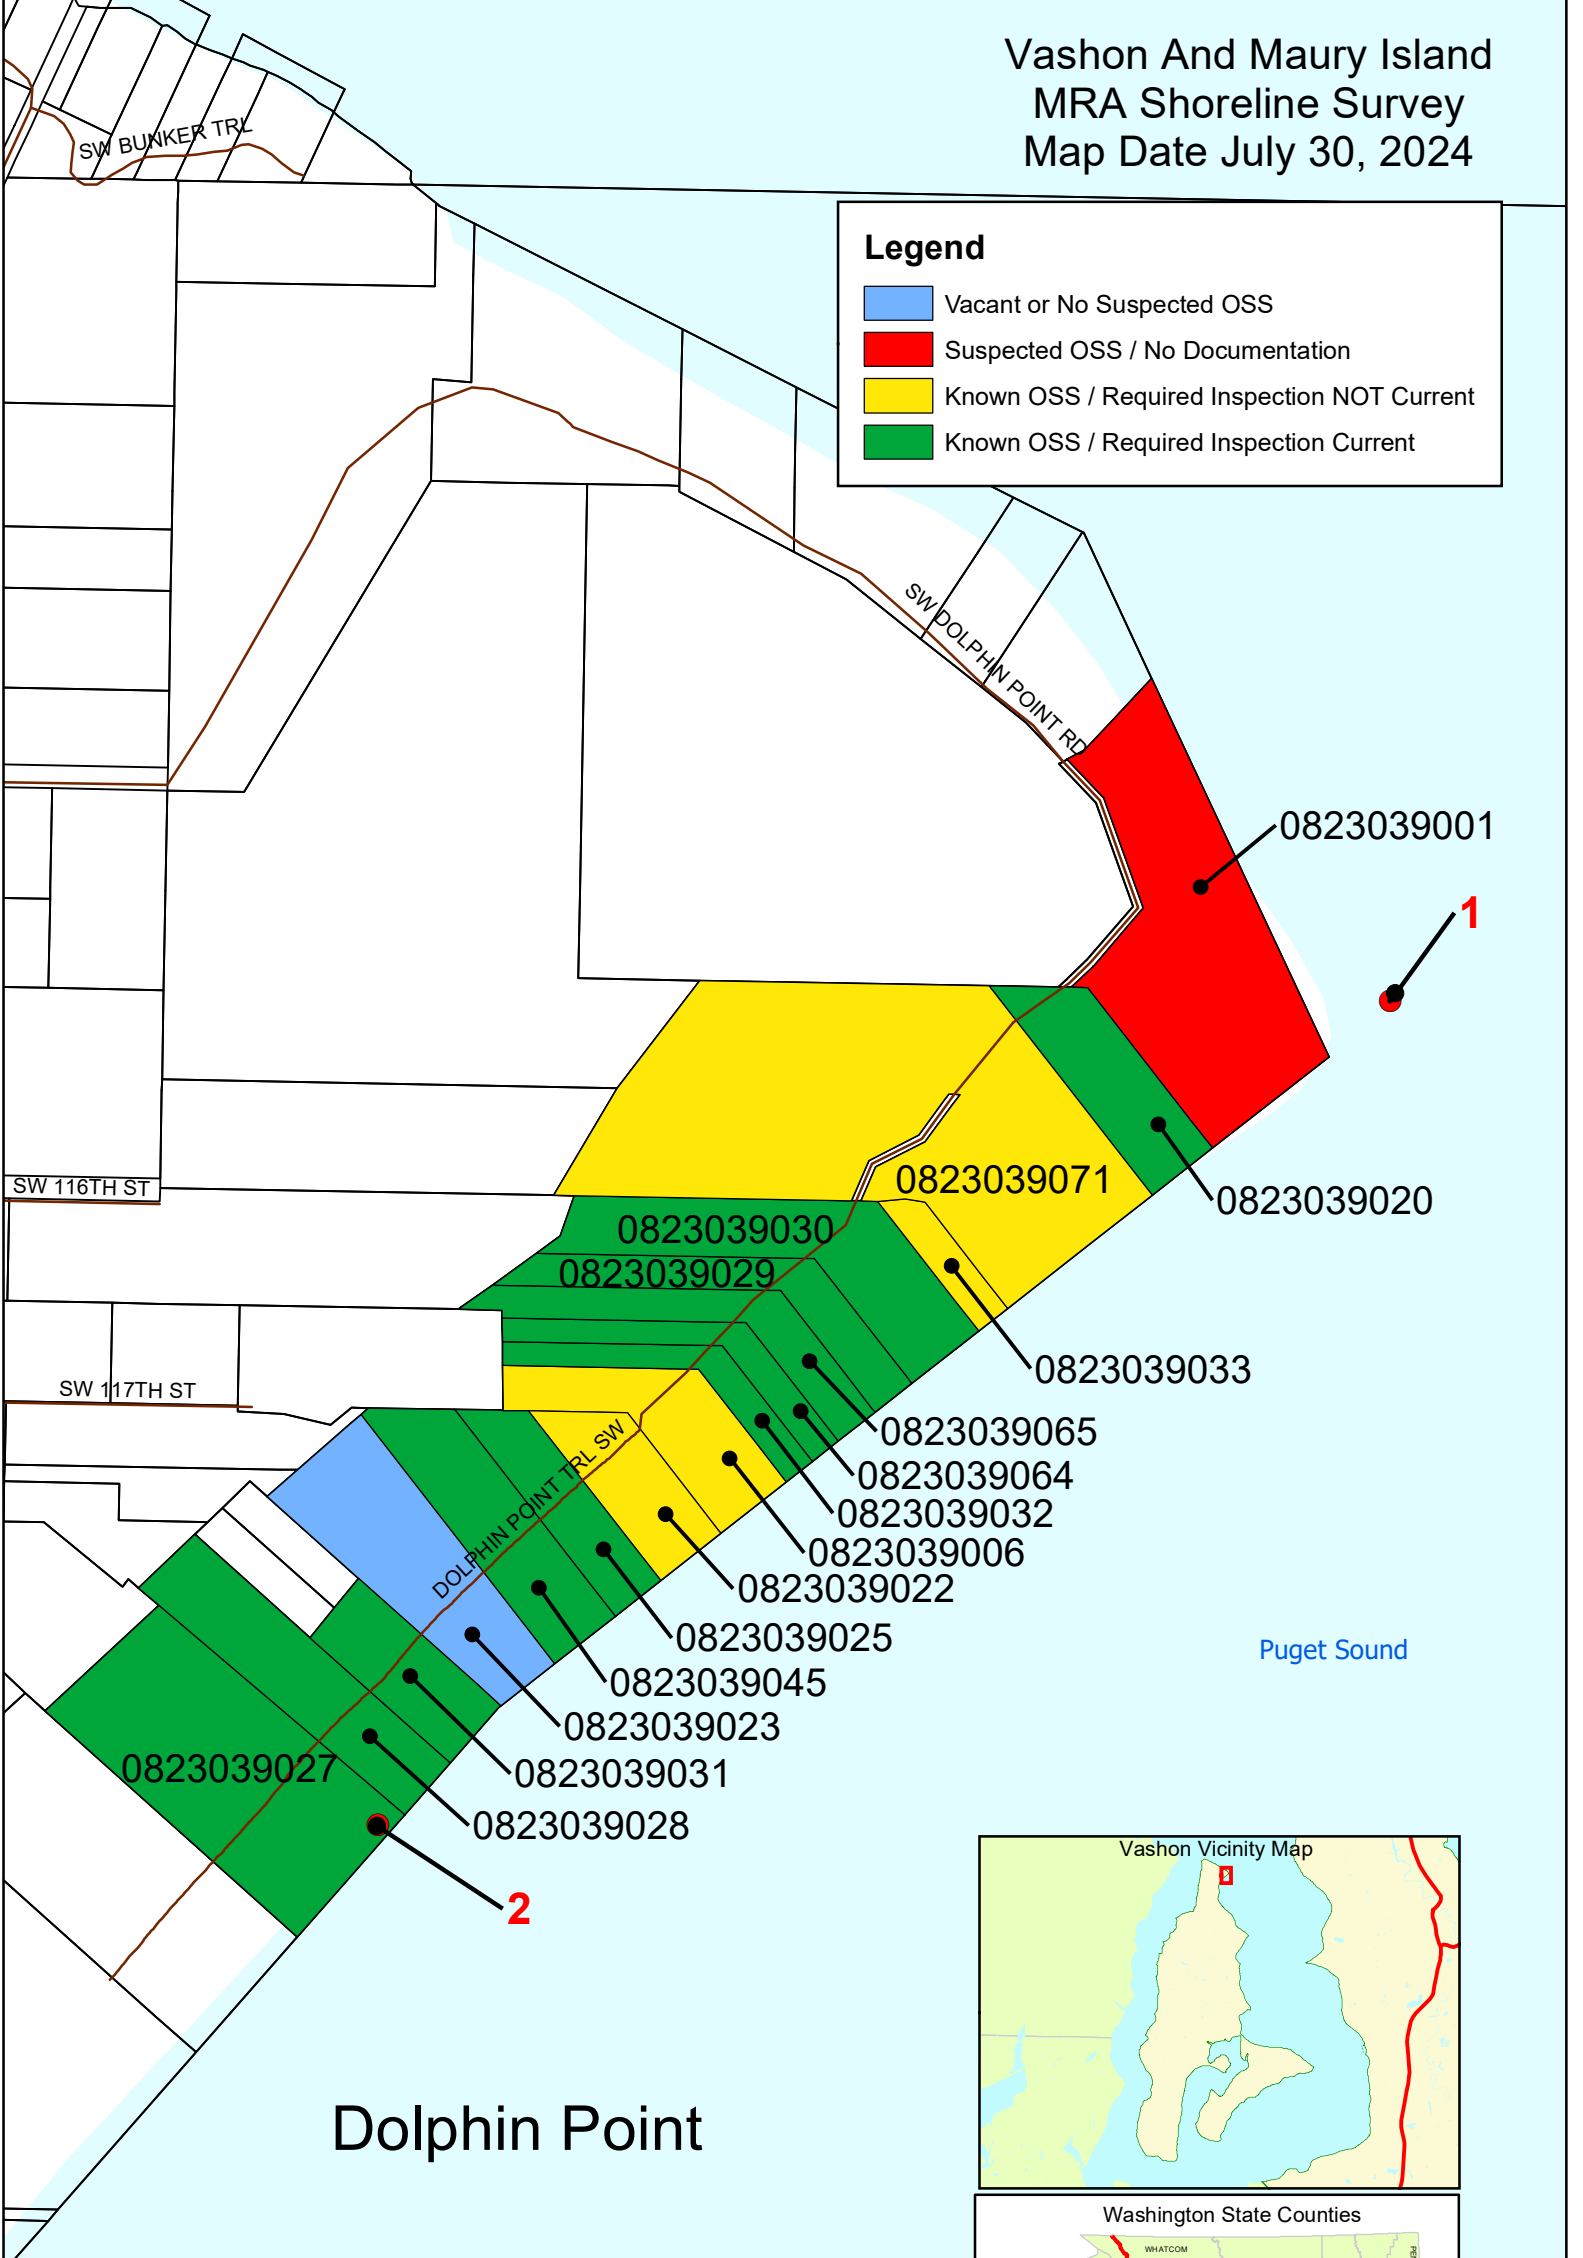 Vashon And Maury Island
MRA Shoreline Survey
Map Date July 30, 2024
SW BUNKER TRL
Legend
Vacant or No Suspected OSS
Suspected OSS / No Documentation
Known OSS / Required Inspection NOT Current
Known OSS / Required Inspection Current
SW DOLPHIN POINT RD
0823039001
1
0823039071
SW 116TH ST
0823039020
0823039030
0823039029
0823039033
SW 117TH ST
0823039065
0823039064
0823039032
0823039006
0823039022
DOLPHIN POINT TRL SW
0823039025
Puget Sound
0823039045
0823039023
0823039031
0823039027
0823039028
2
Vashon Vicinity Map
Dolphin Point
Washington State Counties
WHATCOM